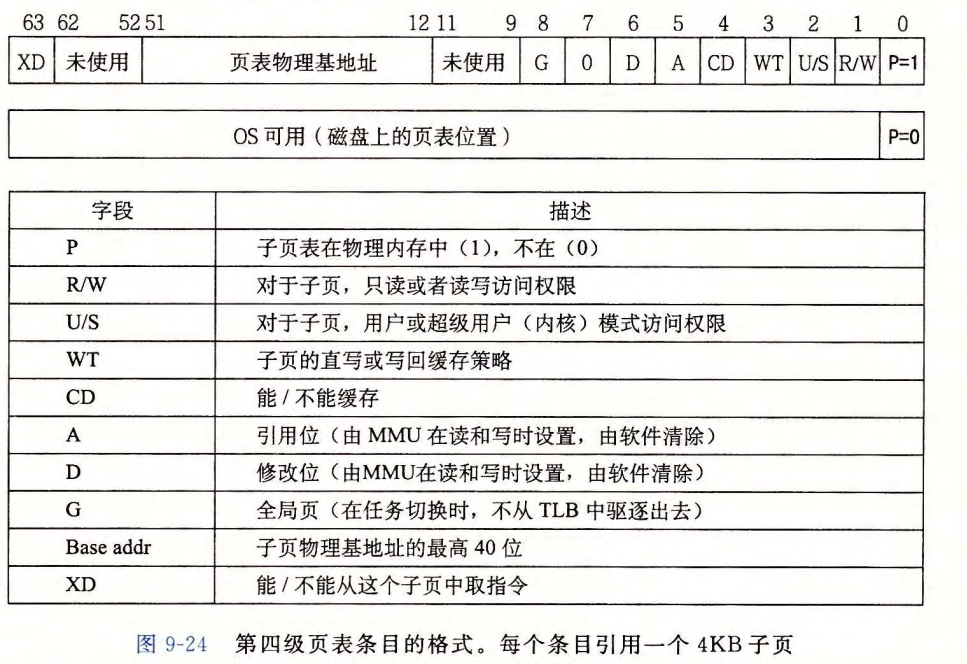 63 62 52 51 12 11 9 8 7 6 5 4 3 2 1 0
XD 未使用 页表物理基地址 未使用 G 0 D A CD WT U/S R/W P=1
OS 可用（磁盘上的页表位置） P=0
字段 描述
P 子页表在物理内存中（1），不在（0）
R/W 对于子页，只读或者读写访问权限
U/S 对于子页，用户或超级用户（内核）模式访问权限
WT 子页的直写或写回缓存策略
CD 能 / 不能缓存
A 引用位（由 MMU 在读和写时设置，由软件清除）
D 修改位（由MMU在读和写时设置，由软件清除）
G 全局页（在任务切换时，不从 TLB 中驱逐出去）
Base addr 子页物理基地址的最高 40 位
XD 能 / 不能从这个子页中取指令
图 9-24 第四级页表条目的格式。每个条目引用一个 4KB 子页